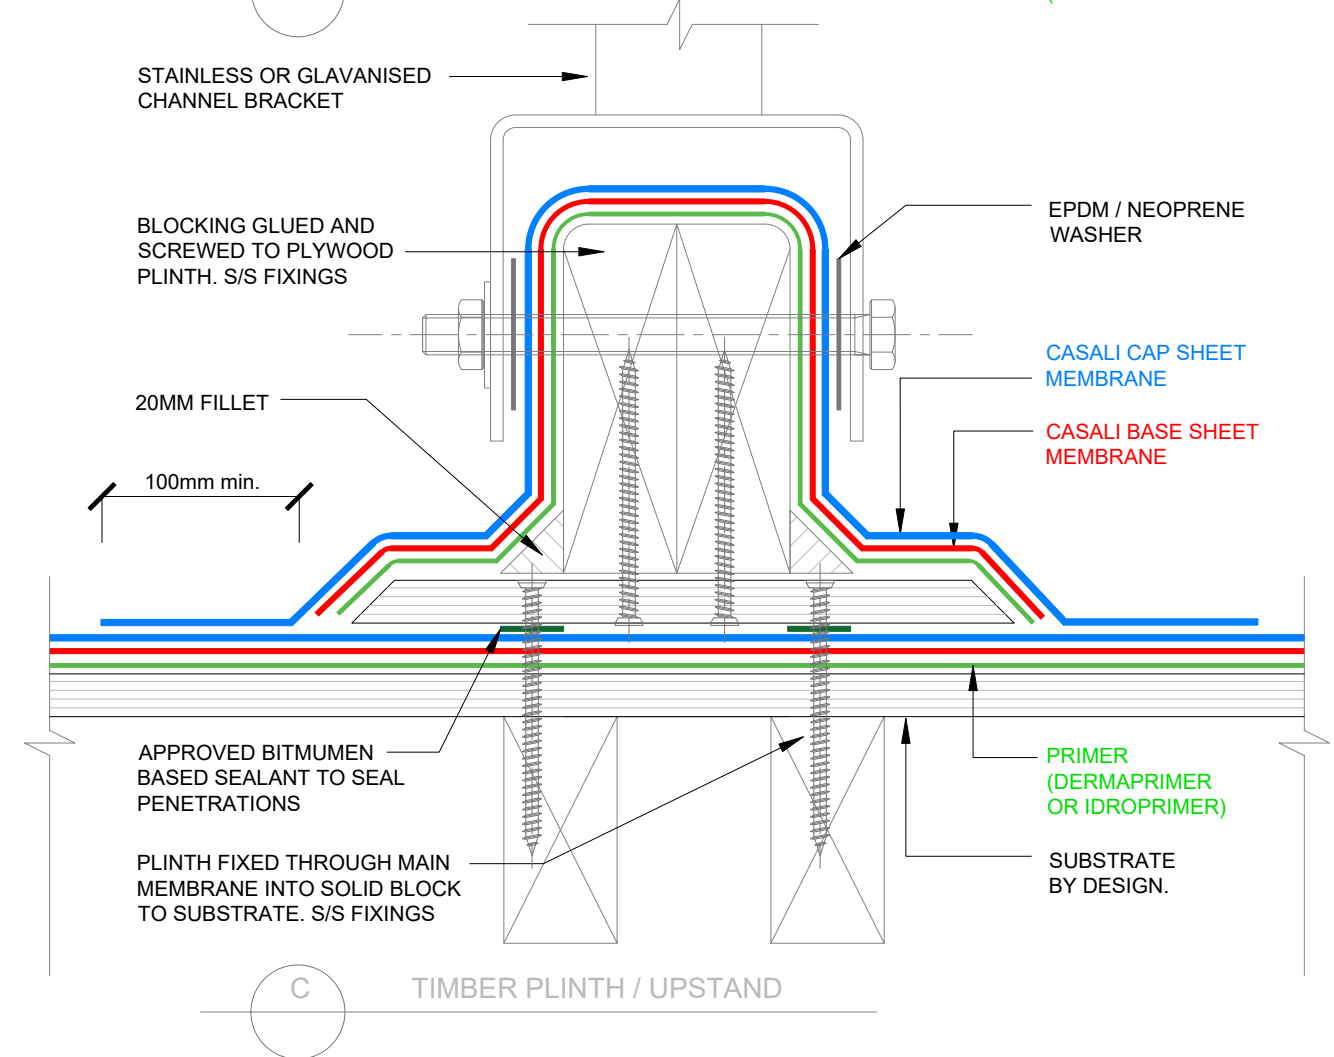 STAINLESS OR GLAVANISED
CHANNEL BRACKET
BLOCKING GLUED AND
SCREWED TO PLYWOOD
PLINTH. S/S FIXINGS
EPDM / NEOPRENE
WASHER
CASALI CAP SHEET
MEMBRANE
20MM FILLET
CASALI BASE SHEET
MEMBRANE
100mm min.
APPROVED BITMUMEN
BASED SEALANT TO SEAL
PENETRATIONS
PRIMER
(DERMAPRIMER
OR IDROPRIMER)
PLINTH FIXED THROUGH MAIN
MEMBRANE INTO SOLID BLOCK
TO SUBSTRATE. S/S FIXINGS
SUBSTRATE
BY DESIGN.
C
TIMBER PLINTH / UPSTAND